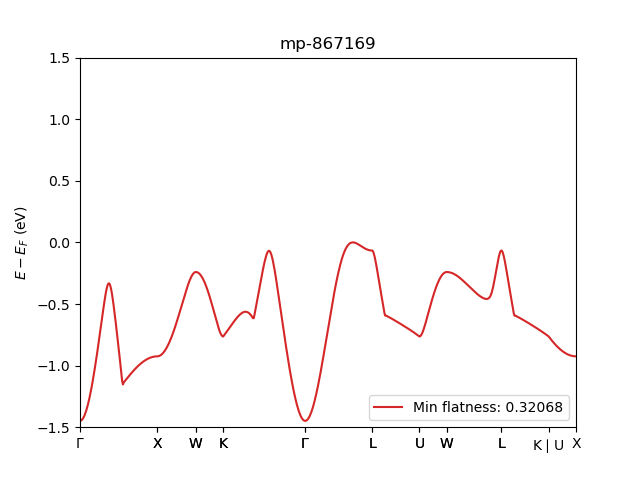 mp-867169
1.5
1.0
0.5
0.0
−0.5
−1.0
−1.5
E − E_F (eV)
Min flatness: 0.32068
Γ X W K Γ L U W L K | U X